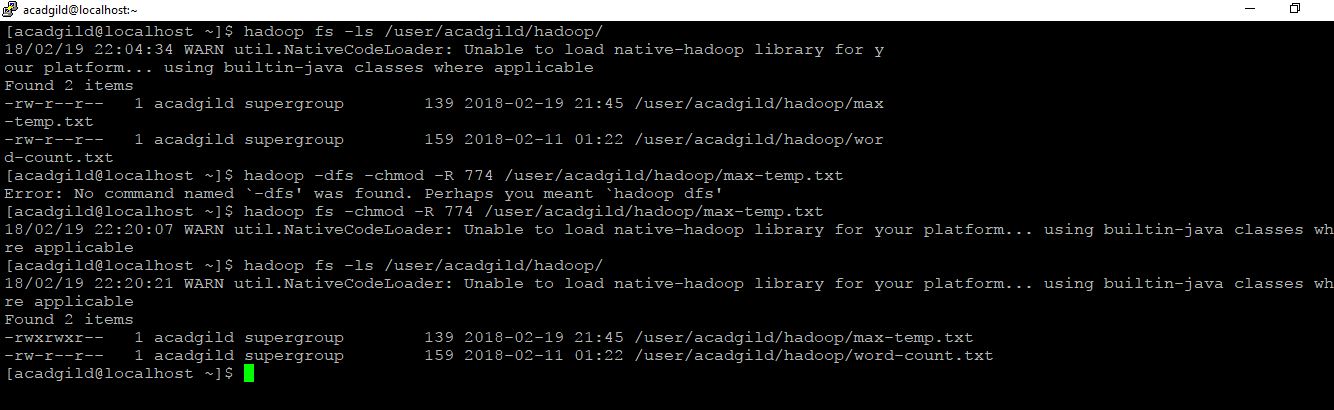 acadgild@localhost:~
[acadgild@localhost ~]$ hadoop fs -ls /user/acadgild/hadoop/
18/02/19 22:04:34 WARN util.NativeCodeLoader: Unable to load native-hadoop library for y
our platform... using builtin-java classes where applicable
Found 2 items
-rw-r--r--   1 acadgild supergroup        139 2018-02-19 21:45 /user/acadgild/hadoop/max
-temp.txt
-rw-r--r--   1 acadgild supergroup        159 2018-02-11 01:22 /user/acadgild/hadoop/wor
d-count.txt
[acadgild@localhost ~]$ hadoop -dfs -chmod -R 774 /user/acadgild/hadoop/max-temp.txt
Error: No command named `-dfs' was found. Perhaps you meant `hadoop dfs'
[acadgild@localhost ~]$ hadoop fs -chmod -R 774 /user/acadgild/hadoop/max-temp.txt
18/02/19 22:20:07 WARN util.NativeCodeLoader: Unable to load native-hadoop library for your platform... using builtin-java classes wh
re applicable
[acadgild@localhost ~]$ hadoop fs -ls /user/acadgild/hadoop/
18/02/19 22:20:21 WARN util.NativeCodeLoader: Unable to load native-hadoop library for your platform... using builtin-java classes wh
re applicable
Found 2 items
-rwxrwxr--   1 acadgild supergroup        139 2018-02-19 21:45 /user/acadgild/hadoop/max-temp.txt
-rw-r--r--   1 acadgild supergroup        159 2018-02-11 01:22 /user/acadgild/hadoop/word-count.txt
[acadgild@localhost ~]$